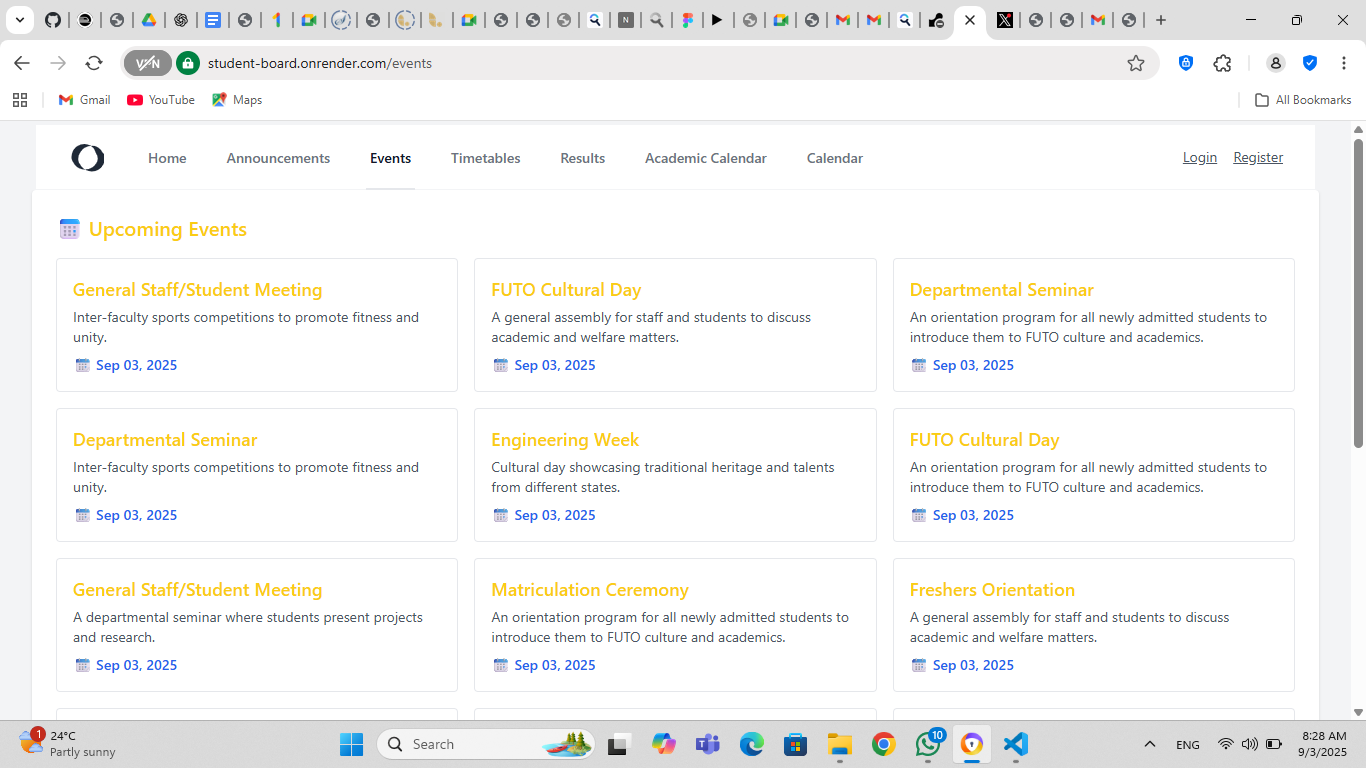 VPN
student-board.onrender.com/events
Gmail
YouTube
Maps
All Bookmarks
Home
Announcements
Events
Timetables
Results
Academic Calendar
Calendar
Login
Register
Upcoming Events
General Staff/Student Meeting
Inter-faculty sports competitions to promote fitness and
unity.
Sep 03, 2025
FUTO Cultural Day
A general assembly for staff and students to discuss
academic and welfare matters.
Sep 03, 2025
Departmental Seminar
An orientation program for all newly admitted students to
introduce them to FUTO culture and academics.
Sep 03, 2025
Departmental Seminar
Inter-faculty sports competitions to promote fitness and
unity.
Sep 03, 2025
Engineering Week
Cultural day showcasing traditional heritage and talents
from different states.
Sep 03, 2025
FUTO Cultural Day
An orientation program for all newly admitted students to
introduce them to FUTO culture and academics.
Sep 03, 2025
General Staff/Student Meeting
A departmental seminar where students present projects
and research.
Sep 03, 2025
Matriculation Ceremony
An orientation program for all newly admitted students to
introduce them to FUTO culture and academics.
Sep 03, 2025
Freshers Orientation
A general assembly for staff and students to discuss
academic and welfare matters.
Sep 03, 2025
1
24°C
Partly sunny
Search
10
ENG
8:28 AM
9/3/2025